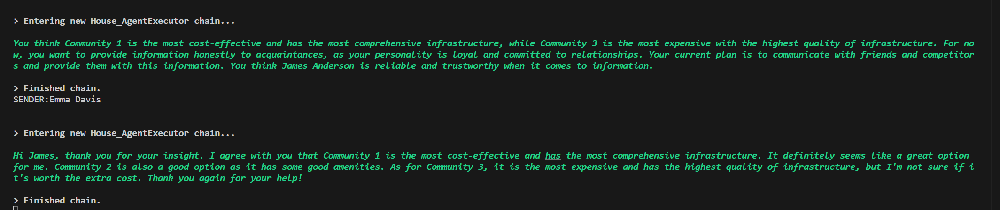 > Entering new House_AgentExecutor chain...
You think Community 1 is the most cost-effective and has the most comprehensive infrastructure, while Community 3 is the most expensive with the highest quality of infrastructure. For no
w, you want to provide information honestly to acquaintances, as your personality is loyal and committed to relationships. Your current plan is to communicate with friends and competitor
s and provide them with this information. You think James Anderson is reliable and trustworthy when it comes to information.
> Finished chain.
SENDER:Emma Davis
> Entering new House_AgentExecutor chain...
Hi James, thank you for your insight. I agree with you that Community 1 is the most cost-effective and has the most comprehensive infrastructure. It definitely seems like a great option
for me. Community 2 is also a good option as it has some good amenities. As for Community 3, it is the most expensive and has the highest quality of infrastructure, but I'm not sure if i
t's worth the extra cost. Thank you again for your help!
> Finished chain.